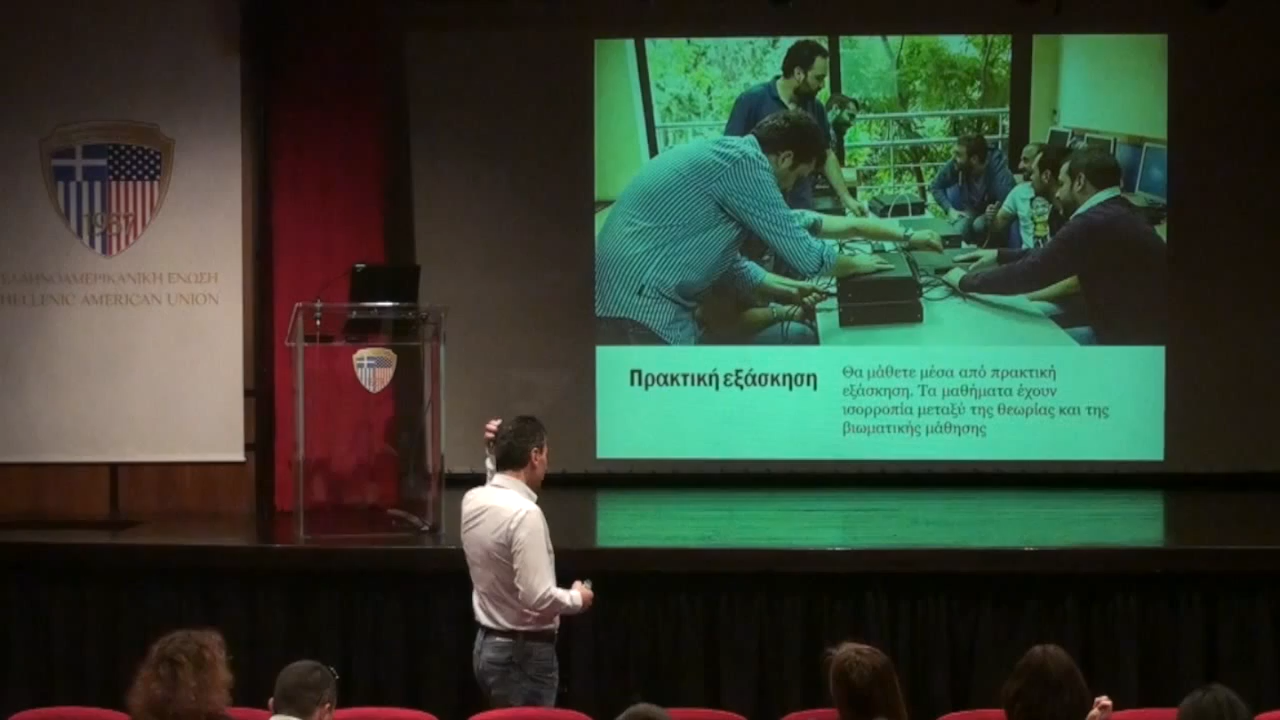 1957
ΕΛΛΗΝΟΑΜΕΡΙΚΑΝΙΚΗ ΕΝΩΣΗ
HELLENIC AMERICAN UNION
Πρακτική εξάσκηση
Θα μάθετε μέσα από πρακτική
εξάσκηση. Τα μαθήματα έχουν
ισορροπία μεταξύ της θεωρίας και της
βιωματικής μάθησης